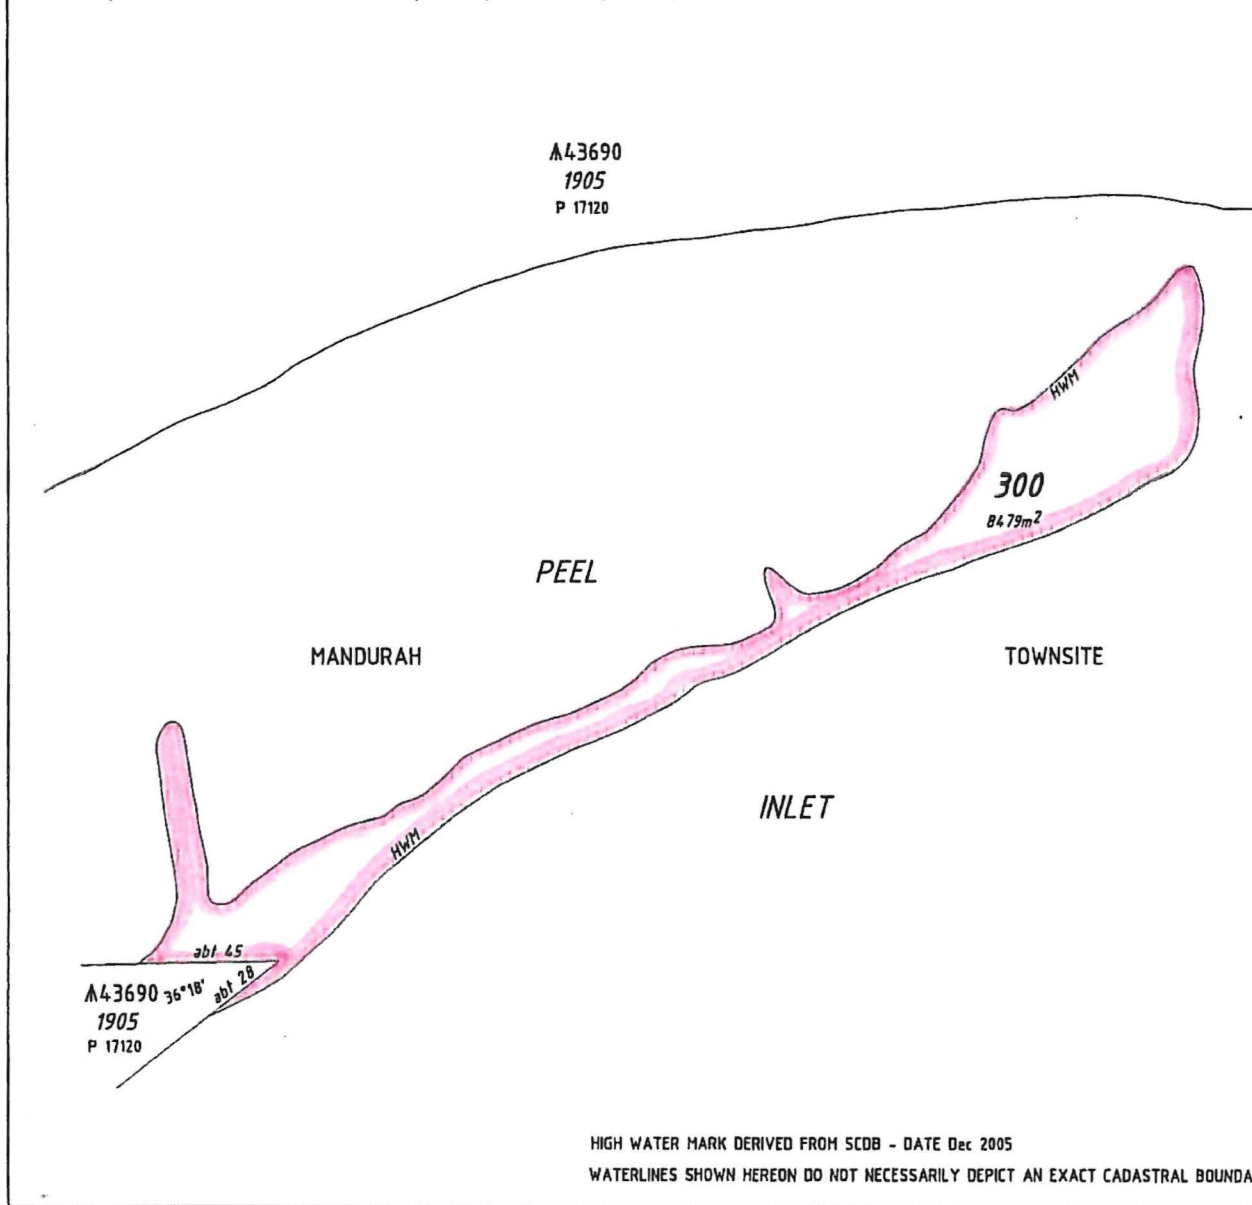 43690
1905
P 17120
HWM
300
8479m²
PEEL
MANDURAH
TOWNSITE
INLET
HWM
abt 45
43690 36°18' abt 28
1905
P 17120
HIGH WATER MARK DERIVED FROM SCDB - DATE Dec 2005
WATERLINES SHOWN HEREON DO NOT NECESSARILY DEPICT AN EXACT CADASTRAL BOUNDA